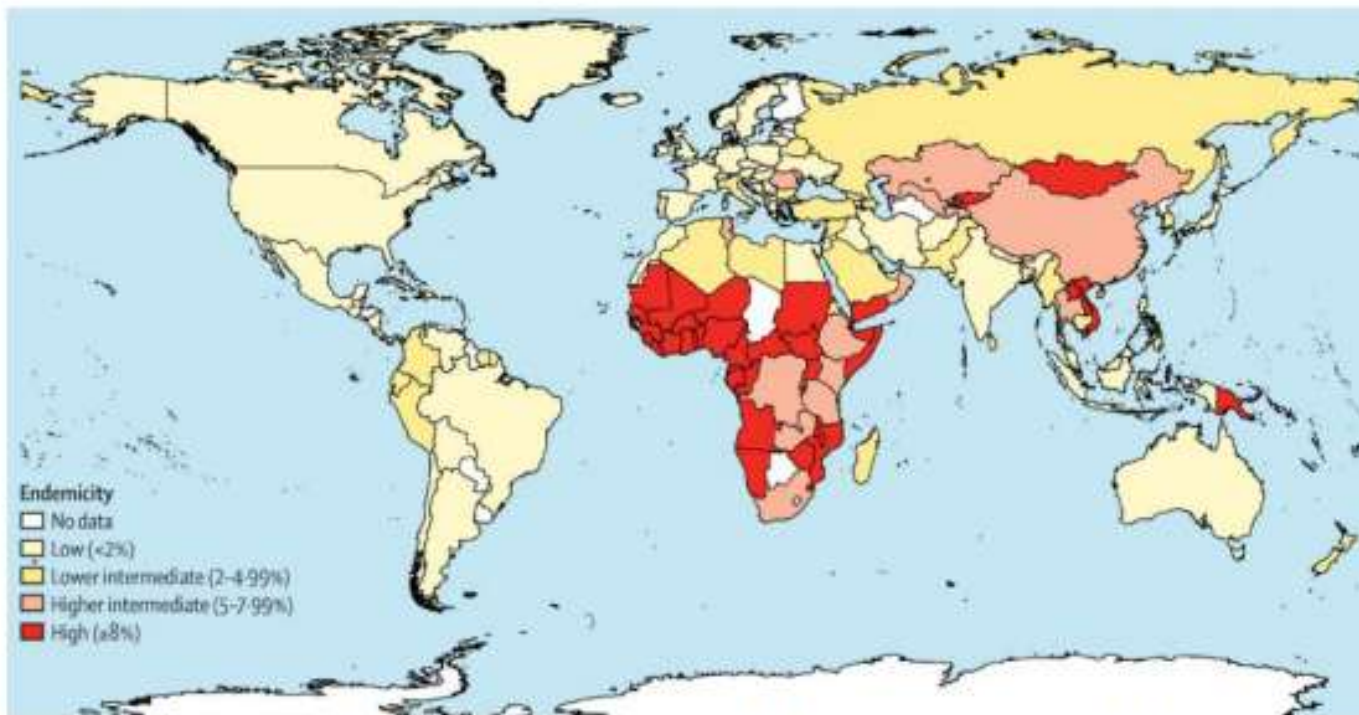 Endemicity
No data
Low (<2%)
Lower intermediate (2–4·99%)
Higher intermediate (5–7·99%)
High (≥8%)